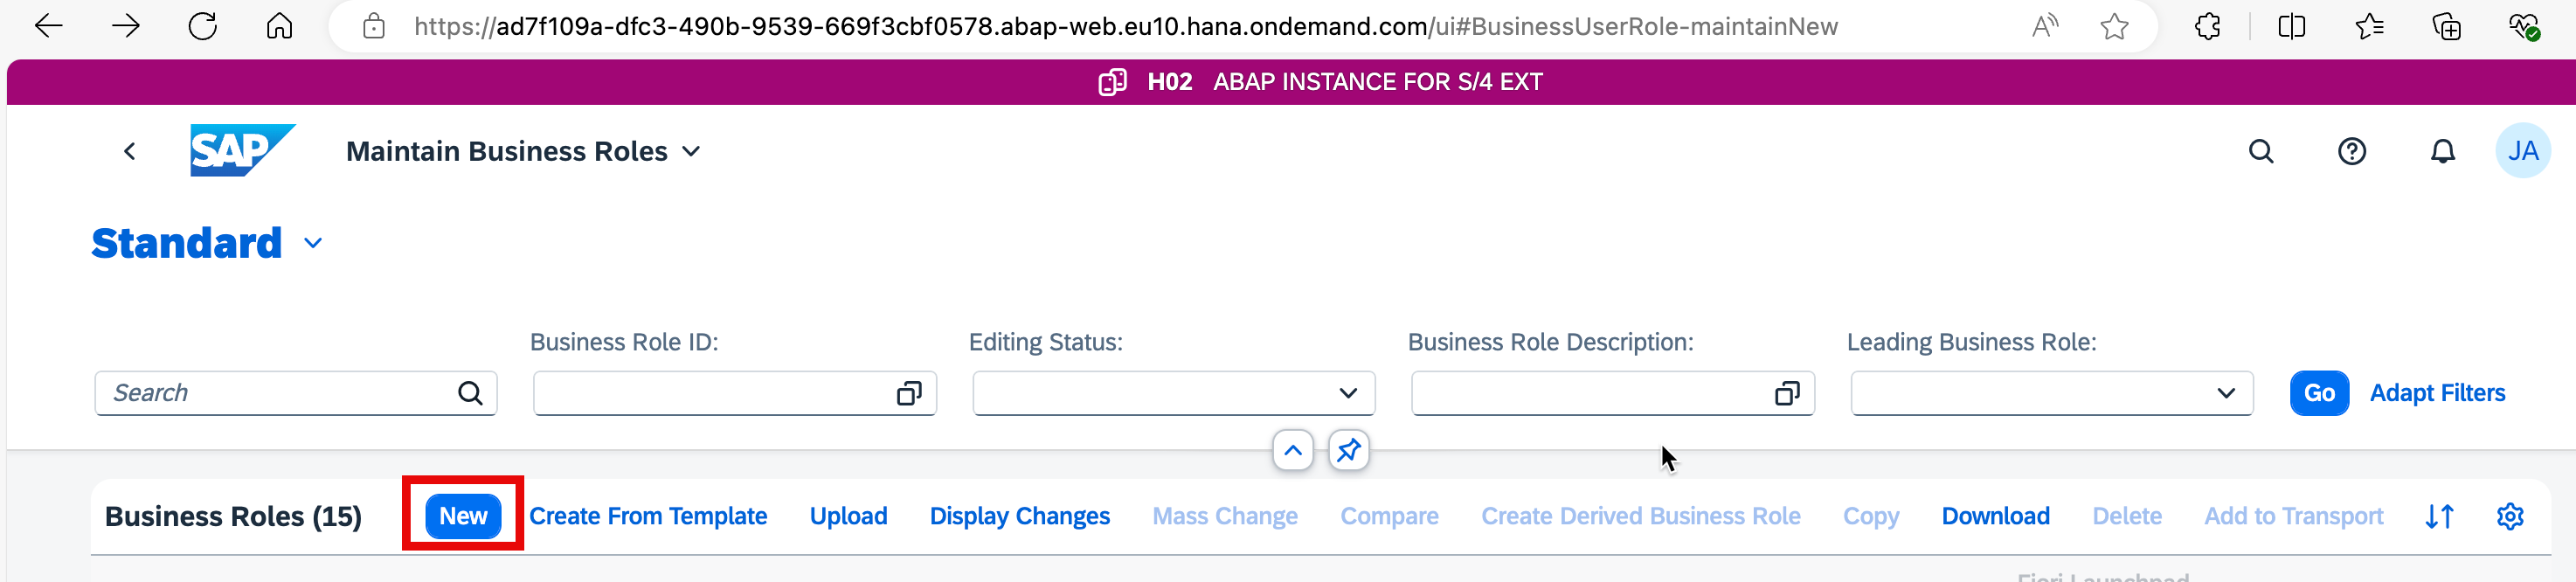 https://ad7f109a-dfc3-490b-9539-669f3cbf0578.abap-web.eu10.hana.ondemand.com/ui#BusinessUserRole-maintainNew
H02 ABAP INSTANCE FOR S/4 EXT
SAP Maintain Business Roles JA
Standard
Business Role ID: Editing Status: Business Role Description: Leading Business Role:
Search Go Adapt Filters
Business Roles (15) New Create From Template Upload Display Changes Mass Change Compare Create Derived Business Role Copy Download Delete Add to Transport
Fiori Launchpad